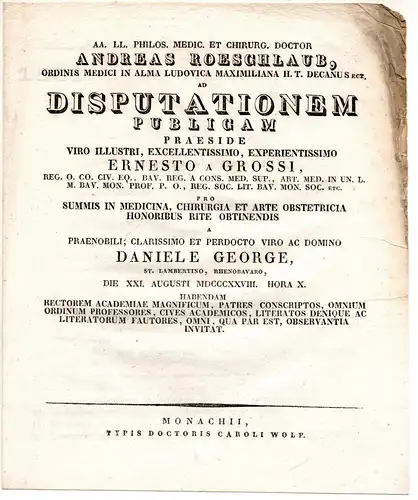 AA. LL. PHILOS. MEDIC. ET CHIRURG. DOCTOR
ANDREAS ROESCHLAUB,
ORDINIS MEDICI IN ALMA LUDOVICA MAXIMILIANA H. T. DECANUS ECT.
AD
DISPUTATIONEM
PUBLICAM
PRAESIDE
VIRO ILLUSTRI, EXCELLENTISSIMO, EXPERIENTISSIMO
ERNESTO A GROSSI,
REG. O. CO. CIV. EQ., BAV. REG. A CONS. MED. SUP., ART. MED. IN UN. L.
M. BAV. MON. PROF. P. O., REG. SOC. LIT. BAV. MON. SOC. ETC.
PRO
SUMMIS IN MEDICINA, CHIRURGIA ET ARTE OBSTETRICIA
HONORIBUS RITE OBTINENDIS
A
PRAENOBILI; CLARISSIMO ET PERDOCTO VIRO AC DOMINO
DANIELE GEORGE,
ST. LAMBERTINO, RHENOBAVARO,
DIE XXI. AUGUSTI MDCCCXXVIII. HORA X.
HABENDAM
RECTOREM ACADEMIAE MAGNIFICUM, PATRES CONSCRIPTOS, OMNIUM
ORDINUM PROFESSORES, CIVES ACADEMICOS, LITERATOS DENIQUE AC
LITERATORUM FAUTORES, OMNI, QUA PAR EST, OBSERVANTIA
INVITAT.
MONACHII,
TYPIS DOCTORIS CAROLI WOLF.